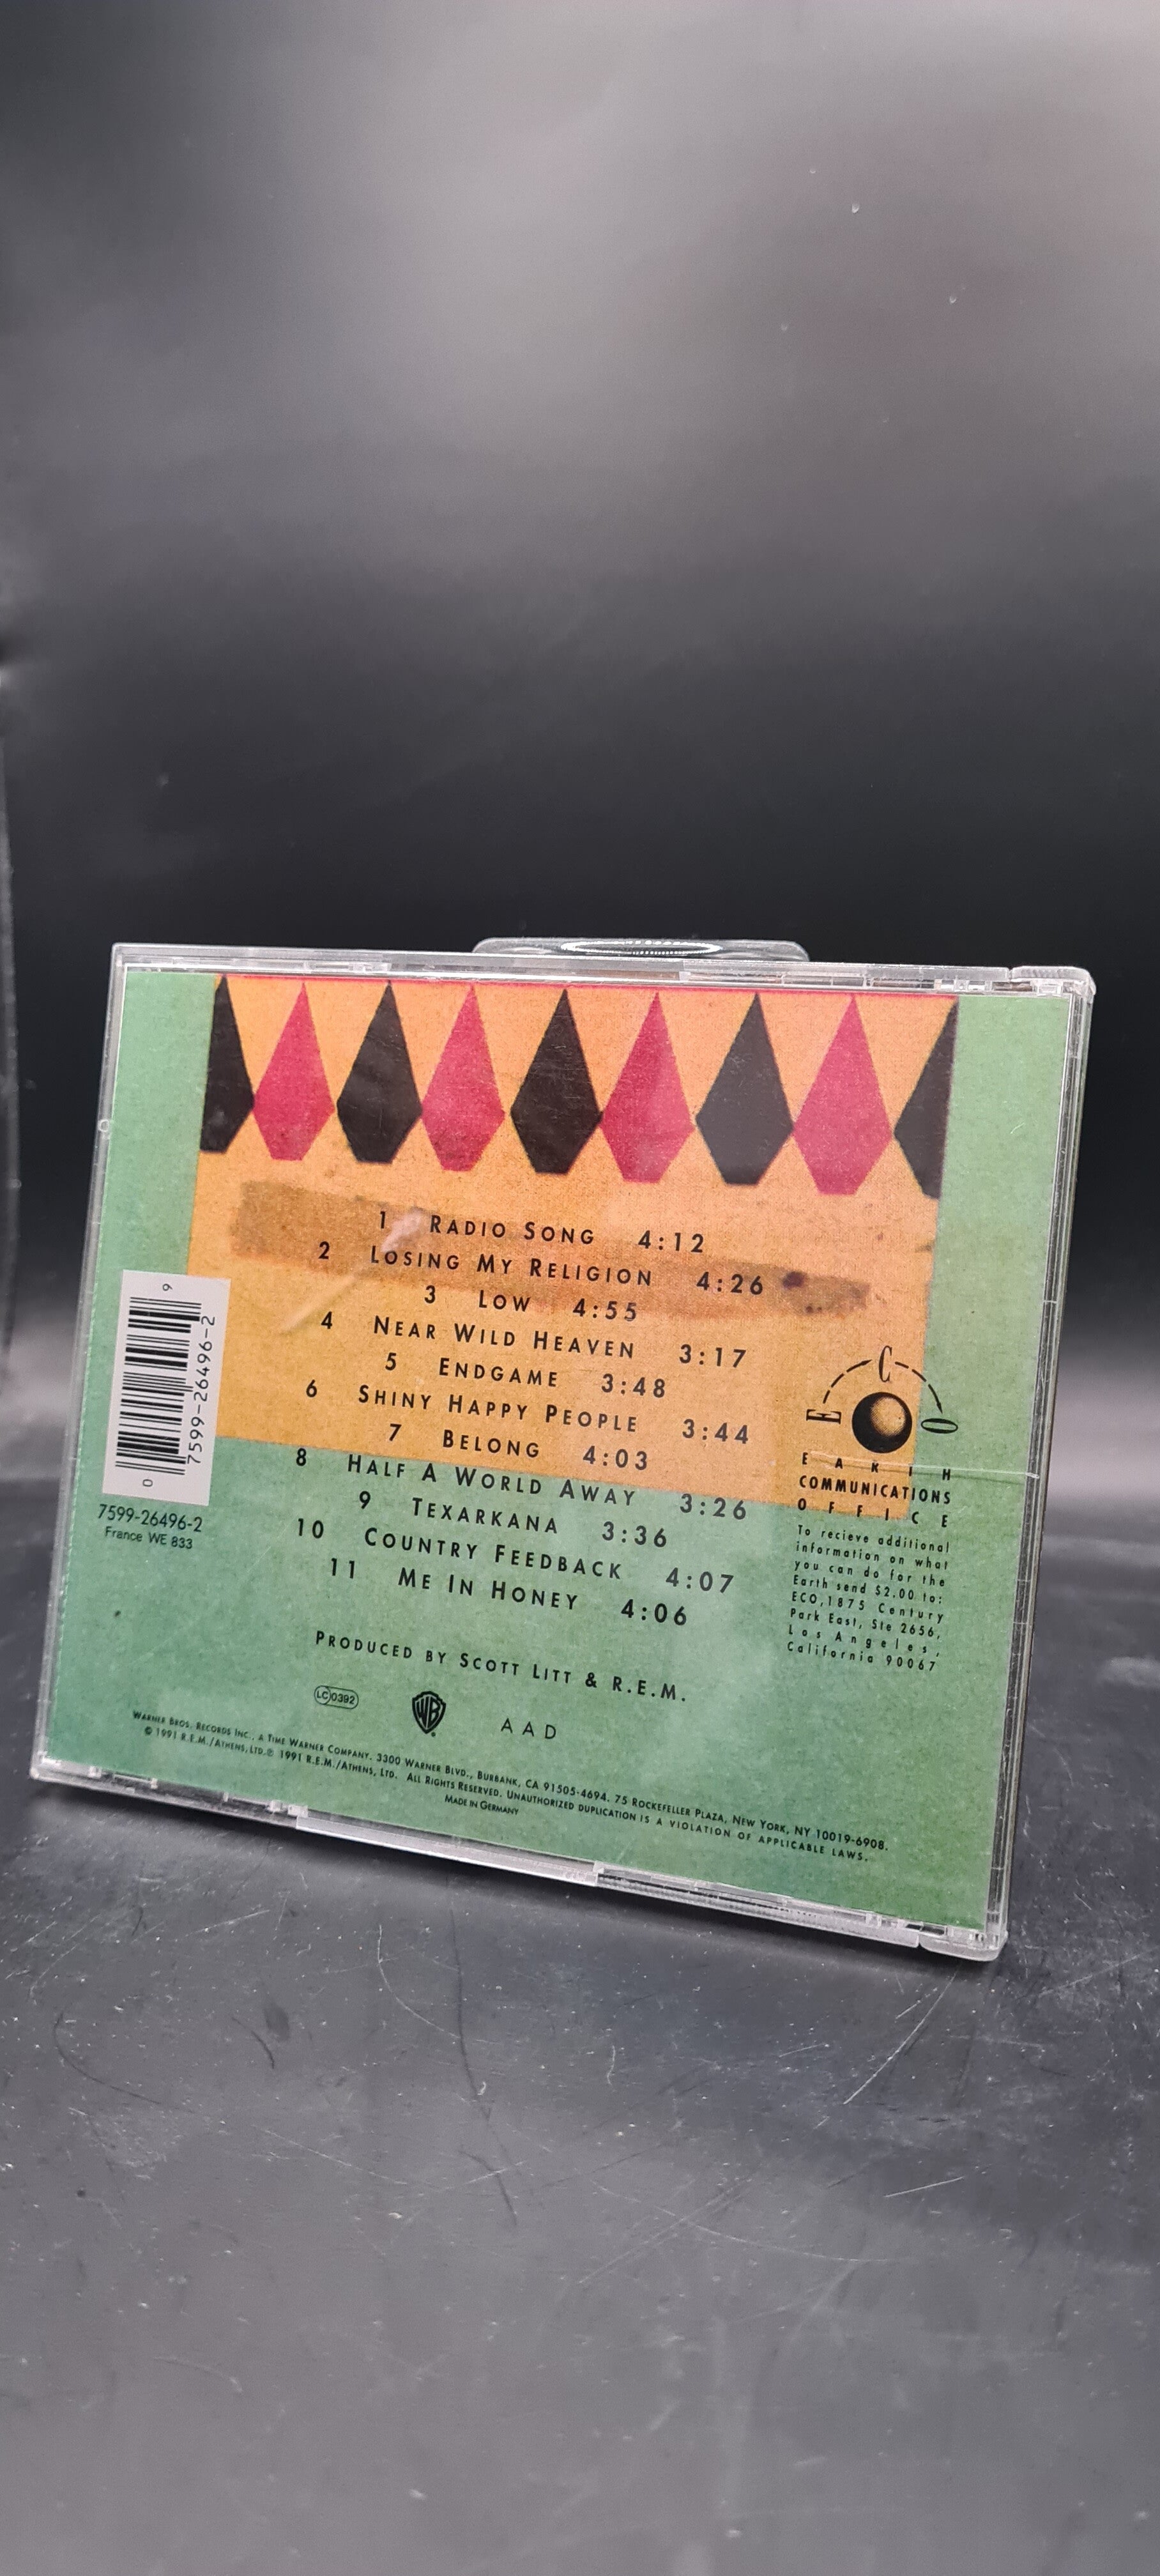 1 RADIO SONG 4:12
2 LOSING MY RELIGION 4:26
3 LOW 4:55
4 NEAR WILD HEAVEN 3:17
5 ENDGAME 3:48
6 SHINY HAPPY PEOPLE 3:44
7 BELONG 4:03
8 HALF A WORLD AWAY 3:26
9 TEXARKANA 3:36
10 COUNTRY FEEDBACK 4:07
11 ME IN HONEY 4:06
PRODUCED BY SCOTT LITT & R.E.M.
LC 0392
WB
AAD
WARNER BROS. RECORDS INC., A TIME WARNER COMPANY. 3300 WARNER BLVD., BURBANK, CA 91505-4694. 75 ROCKEFELLER PLAZA, NEW YORK, NY 10019-6908.
© 1991 R.E.M./ATHENS, LTD. ℗ 1991 R.E.M./ATHENS, LTD. ALL RIGHTS RESERVED. UNAUTHORIZED DUPLICATION IS A VIOLATION OF APPLICABLE LAWS.
MADE IN GERMANY
9
7599-26496-2
0
7599-26496-2
France WE 833
E C O
EARTH
COMMUNICATIONS
OFFICE
To recieve additional
information on what
you can do for the
Earth send $2.00 to:
ECO,1875 Century
Park East, Ste 2656,
Los Angeles,
California 90067